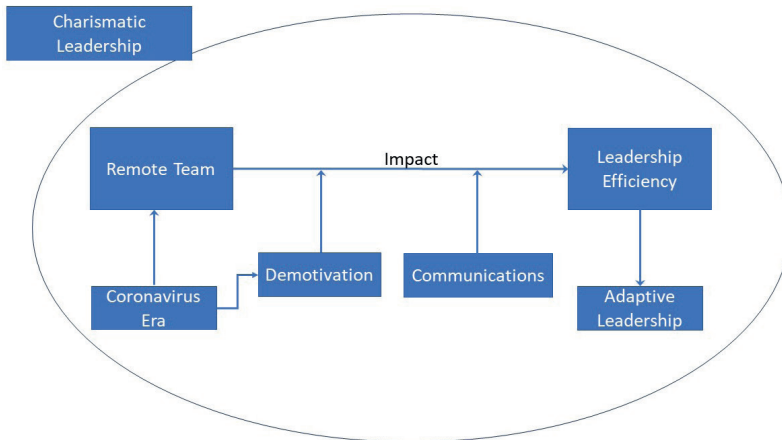 Charismatic
Leadership
Remote Team
Impact
Leadership
Efficiency
Demotivation
Communications
Coronavirus
Era
Adaptive
Leadership